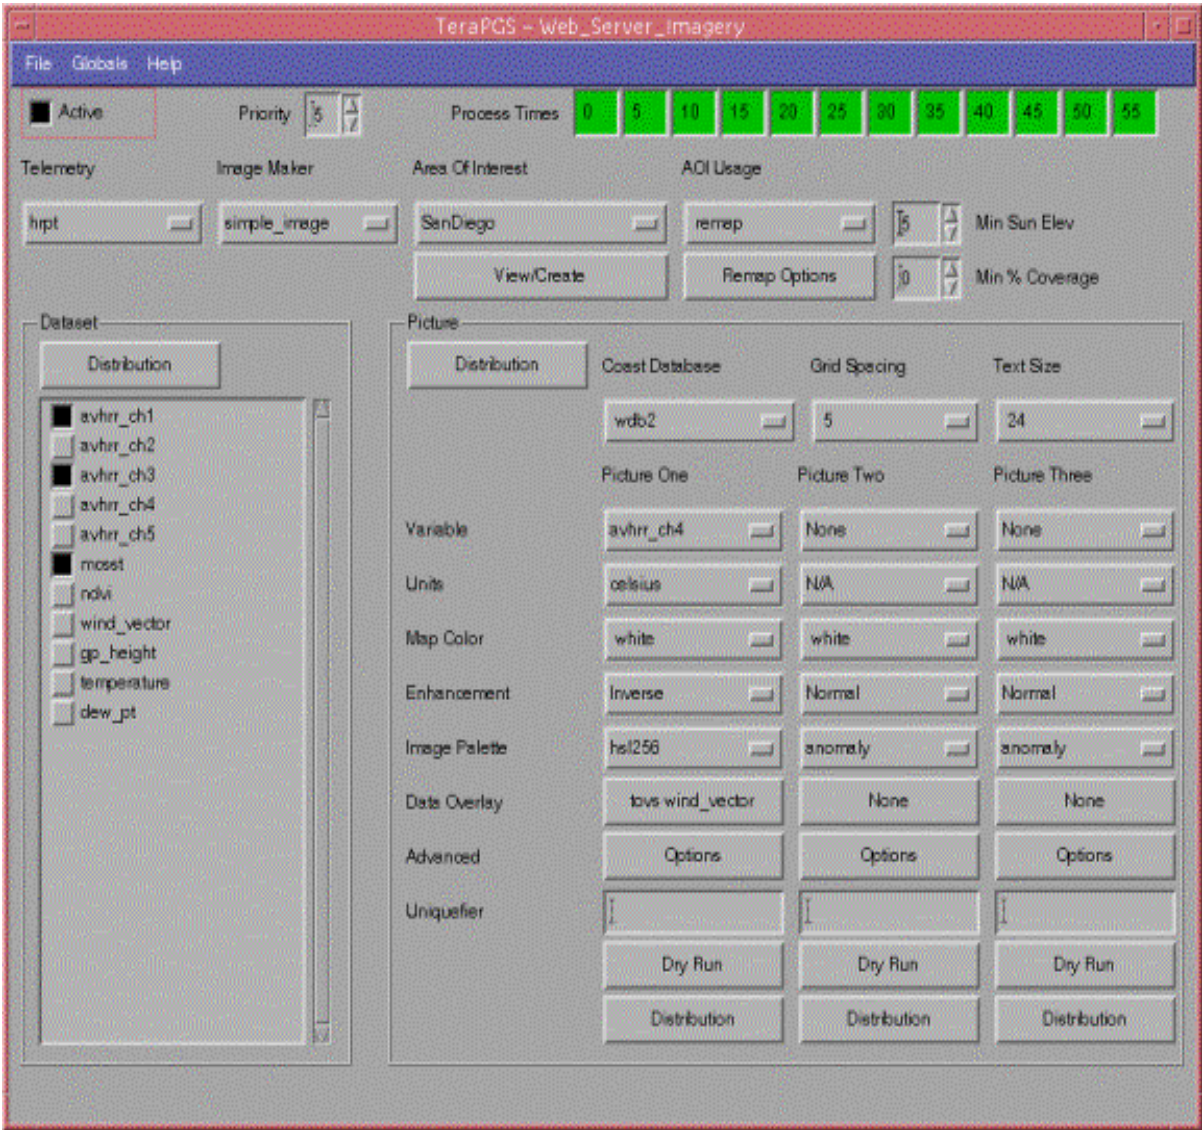 TeraPGS - Web_Server_Imagery
File Globals Help
Active Priority 5 Process Times 0 5 10 15 20 25 30 35 40 45 50 55
Telemetry Image Maker Area Of Interest AOI Usage
hrpt simple_image SanDiego remap 5 Min Sun Elev
View/Create Remap Options 0 Min % Coverage
Dataset Picture
Distribution Distribution Coast Database Grid Spacing Text Size
avhrr_ch1
wdb2 5 24
avhrr_ch2
avhrr_ch3 Picture One Picture Two Picture Three
avhrr_ch4
avhrr_ch5 Variable avhrr_ch4 None None
mosst
ndvi Units celsius N/A N/A
wind_vector
gp_height Map Color white white white
temperature
dew_pt Enhancement Inverse Normal Normal
Image Palette hsl256 anomaly anomaly
Data Overlay tovs wind_vector None None
Advanced Options Options Options
Uniquefier
Dry Run Dry Run Dry Run
Distribution Distribution Distribution